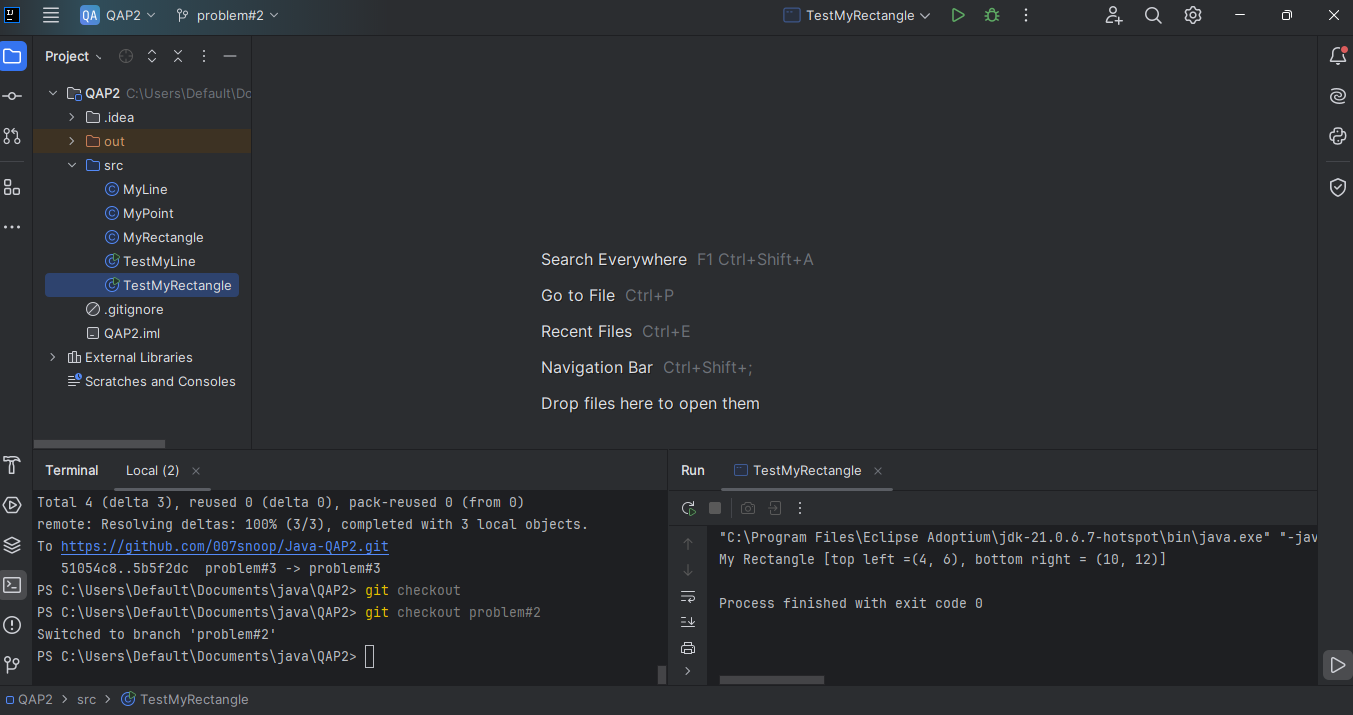 QA QAP2 problem#2 TestMyRectangle
Project
QAP2 C:\Users\Default\Dc
.idea
out
src
MyLine
MyPoint
MyRectangle
TestMyLine
TestMyRectangle
.gitignore
QAP2.iml
External Libraries
Scratches and Consoles
Search Everywhere F1 Ctrl+Shift+A
Go to File Ctrl+P
Recent Files Ctrl+E
Navigation Bar Ctrl+Shift+;
Drop files here to open them
Terminal Local (2)
Total 4 (delta 3), reused 0 (delta 0), pack-reused 0 (from 0)
remote: Resolving deltas: 100% (3/3), completed with 3 local objects.
To https://github.com/007snoop/Java-QAP2.git
51054c8..5b5f2dc problem#3 -> problem#3
PS C:\Users\Default\Documents\java\QAP2> git checkout
PS C:\Users\Default\Documents\java\QAP2> git checkout problem#2
Switched to branch 'problem#2'
PS C:\Users\Default\Documents\java\QAP2>
Run TestMyRectangle
"C:\Program Files\Eclipse Adoptium\jdk-21.0.6.7-hotspot\bin\java.exe" "-jav
My Rectangle [top left =(4, 6), bottom right = (10, 12)]
Process finished with exit code 0
QAP2 > src > TestMyRectangle